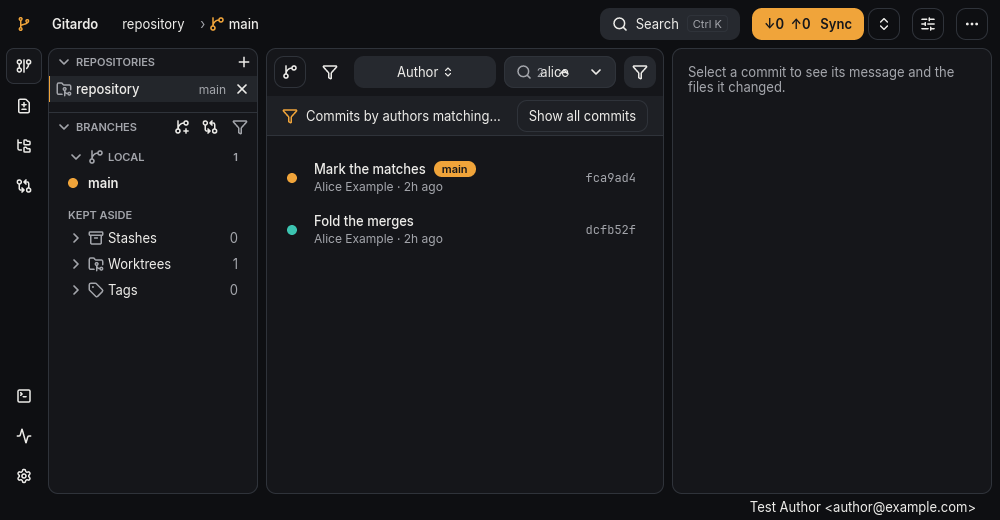 Gitardo repository main Search Ctrl K ↓0 ↑0 Sync
REPOSITORIES
repository main
BRANCHES
LOCAL 1
main
KEPT ASIDE
Stashes 0
Worktrees 1
Tags 0
Author
Commits by authors matching... Show all commits
Mark the matches main
Alice Example · 2h ago fca9ad4
Fold the merges
Alice Example · 2h ago dcfb52f
Select a commit to see its message and the
files it changed.
Test Author <author@example.com>